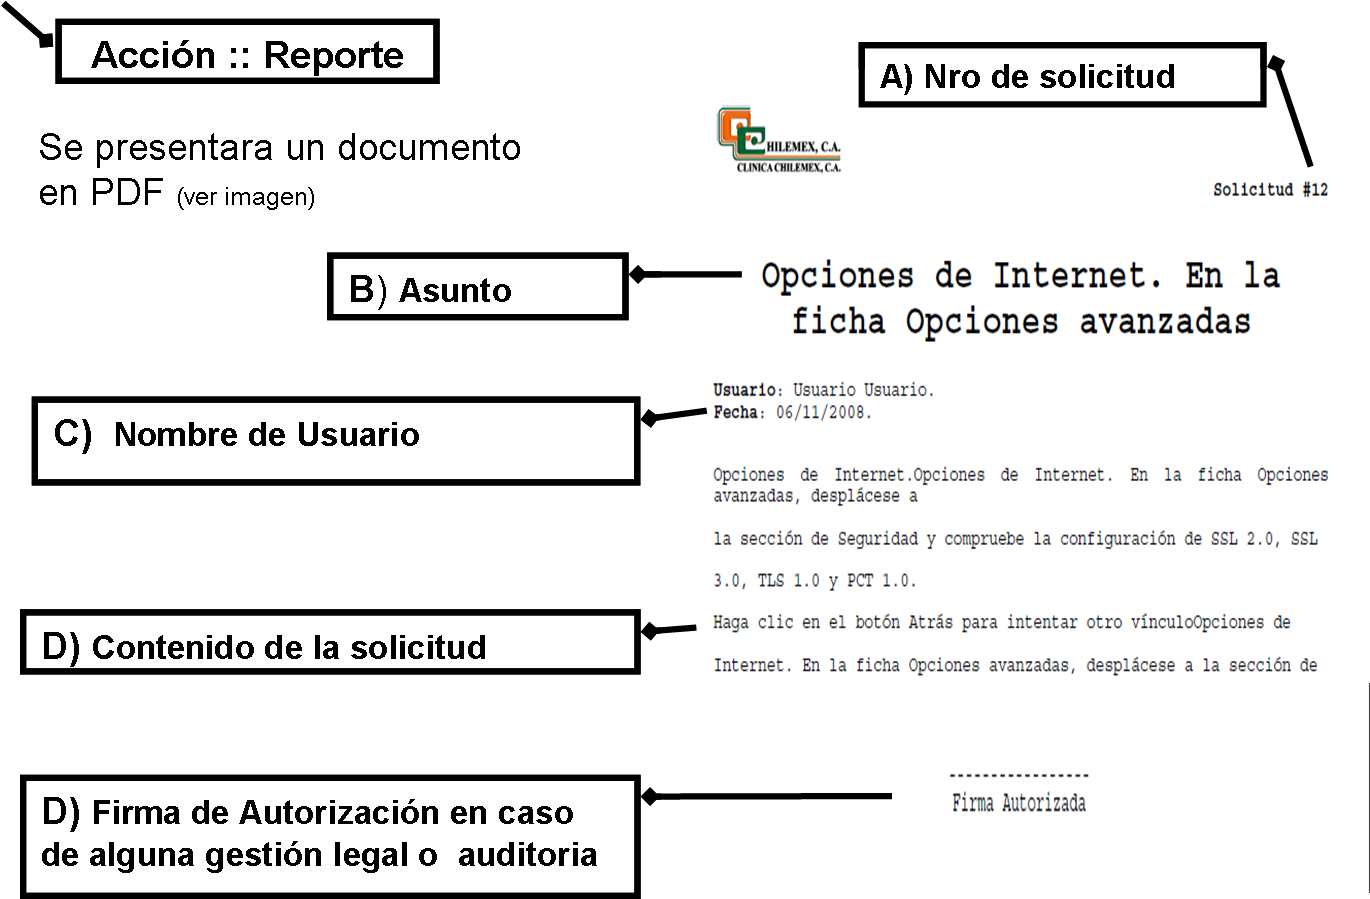 Acción :: Reporte
A) Nro de solicitud
Se presentara un documento
en PDF (ver imagen)
HILEMEX, C.A.
CLINICA CHILEMEX, C.A.
Solicitud #12
B) Asunto
Opciones de Internet. En la
ficha Opciones avanzadas
C) Nombre de Usuario
Usuario: Usuario Usuario.
Fecha: 06/11/2008.
Opciones de Internet.Opciones de Internet. En la ficha Opciones
avanzadas, desplácese a
la sección de Seguridad y compruebe la configuración de SSL 2.0, SSL
3.0, TLS 1.0 y PCT 1.0.
D) Contenido de la solicitud
Haga clic en el botón Atrás para intentar otro vínculoOpciones de
Internet. En la ficha Opciones avanzadas, desplácese a la sección de
D) Firma de Autorización en caso
de alguna gestión legal o auditoria
-----------------
Firma Autorizada